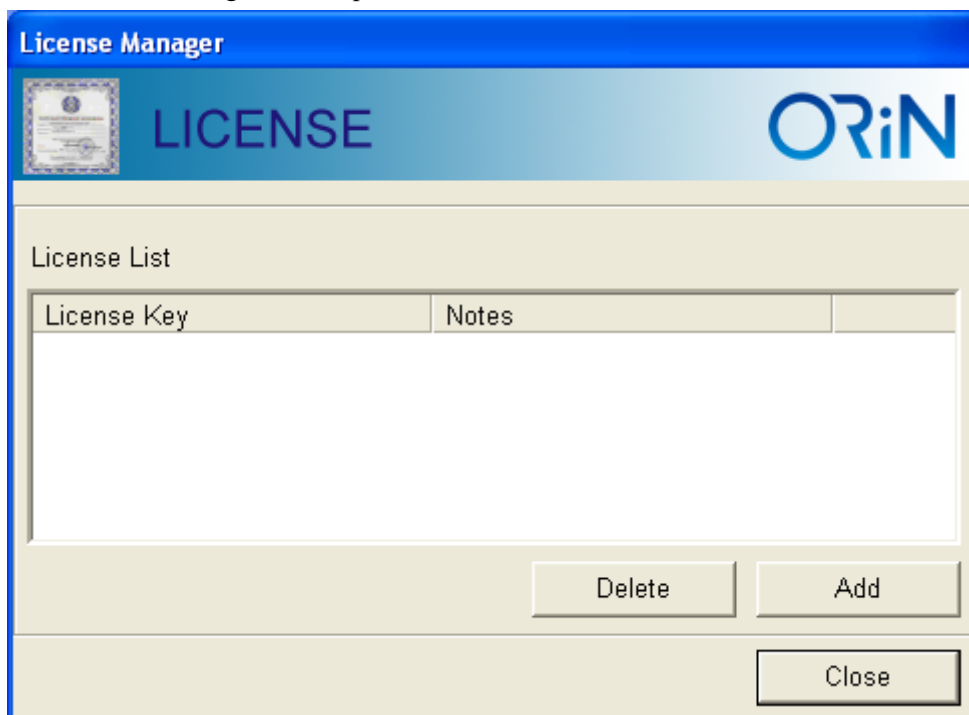 License Manager
LICENSE
ORiN
License List
License Key Notes
Delete Add
Close